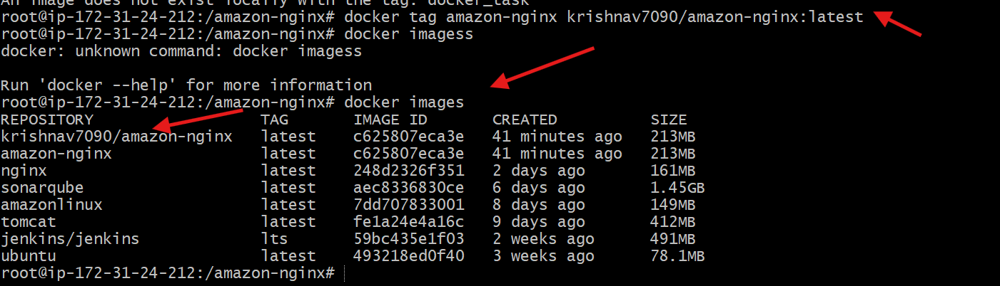 An image does not exist locally with the tag: docker_task
root@ip-172-31-24-212:/amazon-nginx# docker tag amazon-nginx krishnav7090/amazon-nginx:latest
root@ip-172-31-24-212:/amazon-nginx# docker imagess
docker: unknown command: docker imagess
Run 'docker --help' for more information
root@ip-172-31-24-212:/amazon-nginx# docker images
REPOSITORY TAG IMAGE ID CREATED SIZE
krishnav7090/amazon-nginx latest c625807eca3e 41 minutes ago 213MB
amazon-nginx latest c625807eca3e 41 minutes ago 213MB
nginx latest 248d2326f351 2 days ago 161MB
sonarqube latest aec8336830ce 6 days ago 1.45GB
amazonlinux latest 7dd707833001 8 days ago 149MB
tomcat latest fe1a24e4a16c 9 days ago 412MB
jenkins/jenkins lts 59bc435e1f03 2 weeks ago 491MB
ubuntu latest 493218ed0f40 3 weeks ago 78.1MB
root@ip-172-31-24-212:/amazon-nginx#